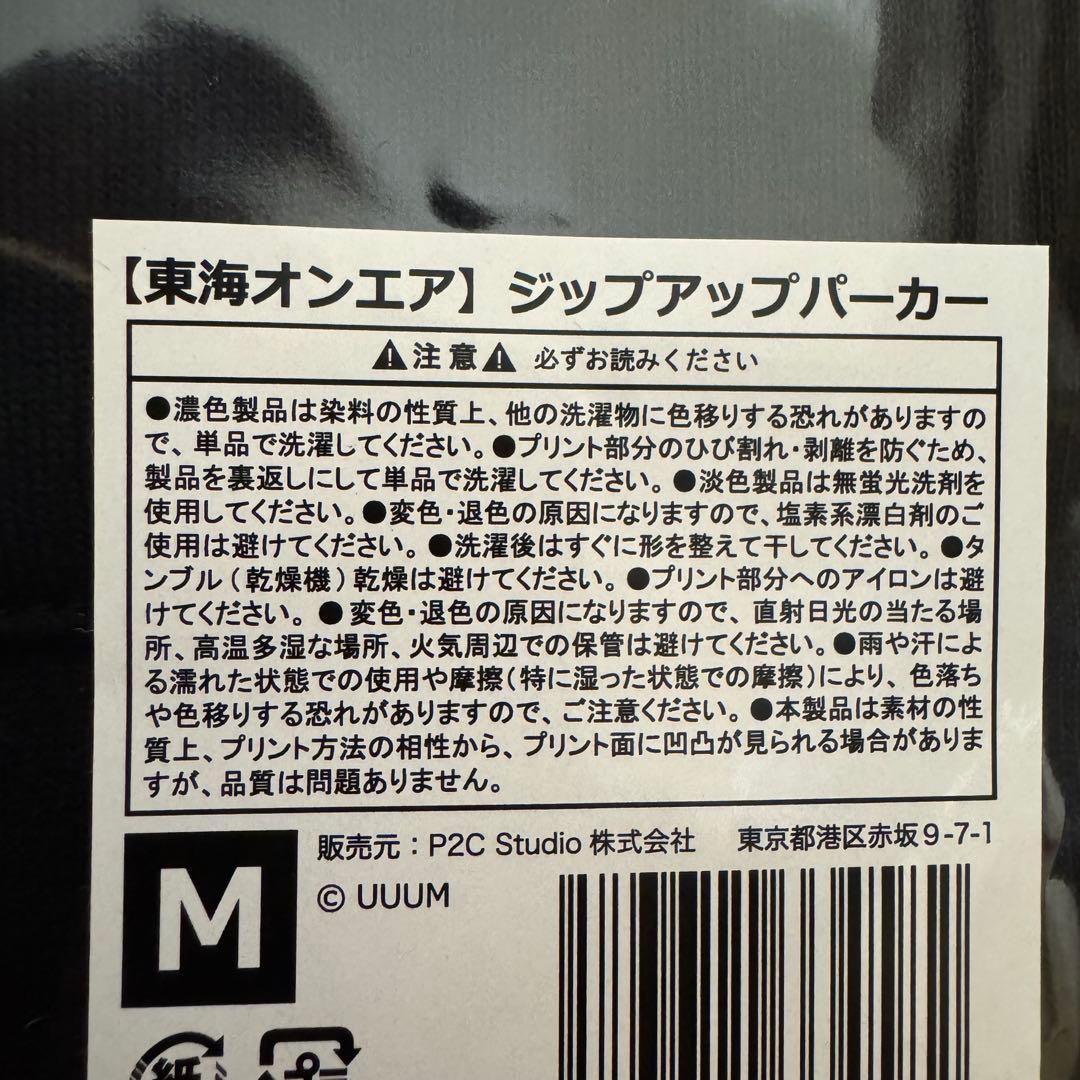 【東海オンエア】ジップアップパーカー
⚠注意⚠ 必ずお読みください
●濃色製品は染料の性質上、他の洗濯物に色移りする恐れがありますの
で、単品で洗濯してください。●プリント部分のひび割れ・剥離を防ぐため、
製品を裏返しにして単品で洗濯してください。●淡色製品は無蛍光洗剤を
使用してください。●変色・退色の原因になりますので、塩素系漂白剤のご
使用は避けてください。●洗濯後はすぐに形を整えて干してください。●タ
ンブル(乾燥機)乾燥は避けてください。●プリント部分へのアイロンは避
けてください。●変色・退色の原因になりますので、直射日光の当たる場
所、高温多湿な場所、火気周辺での保管は避けてください。●雨や汗によ
る濡れた状態での使用や摩擦(特に湿った状態での摩擦)により、色落ち
や色移りする恐れがありますので、ご注意ください。●本製品は素材の性
質上、プリント方法の相性から、プリント面に凹凸が見られる場合がありま
すが、品質は問題ありません。
M
販売元:P2C Studio 株式会社 東京都港区赤坂9-7-1
© UUUM
紙